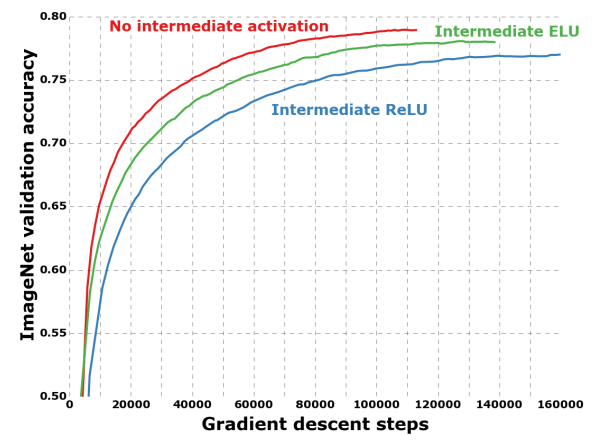 0.80
No intermediate activation
Intermediate ELU
0.75
Intermediate ReLU
0.70
0.65
0.60
0.55
0.50
ImageNet validation accuracy
0 20000 40000 60000 80000 100000 120000 140000 160000
Gradient descent steps